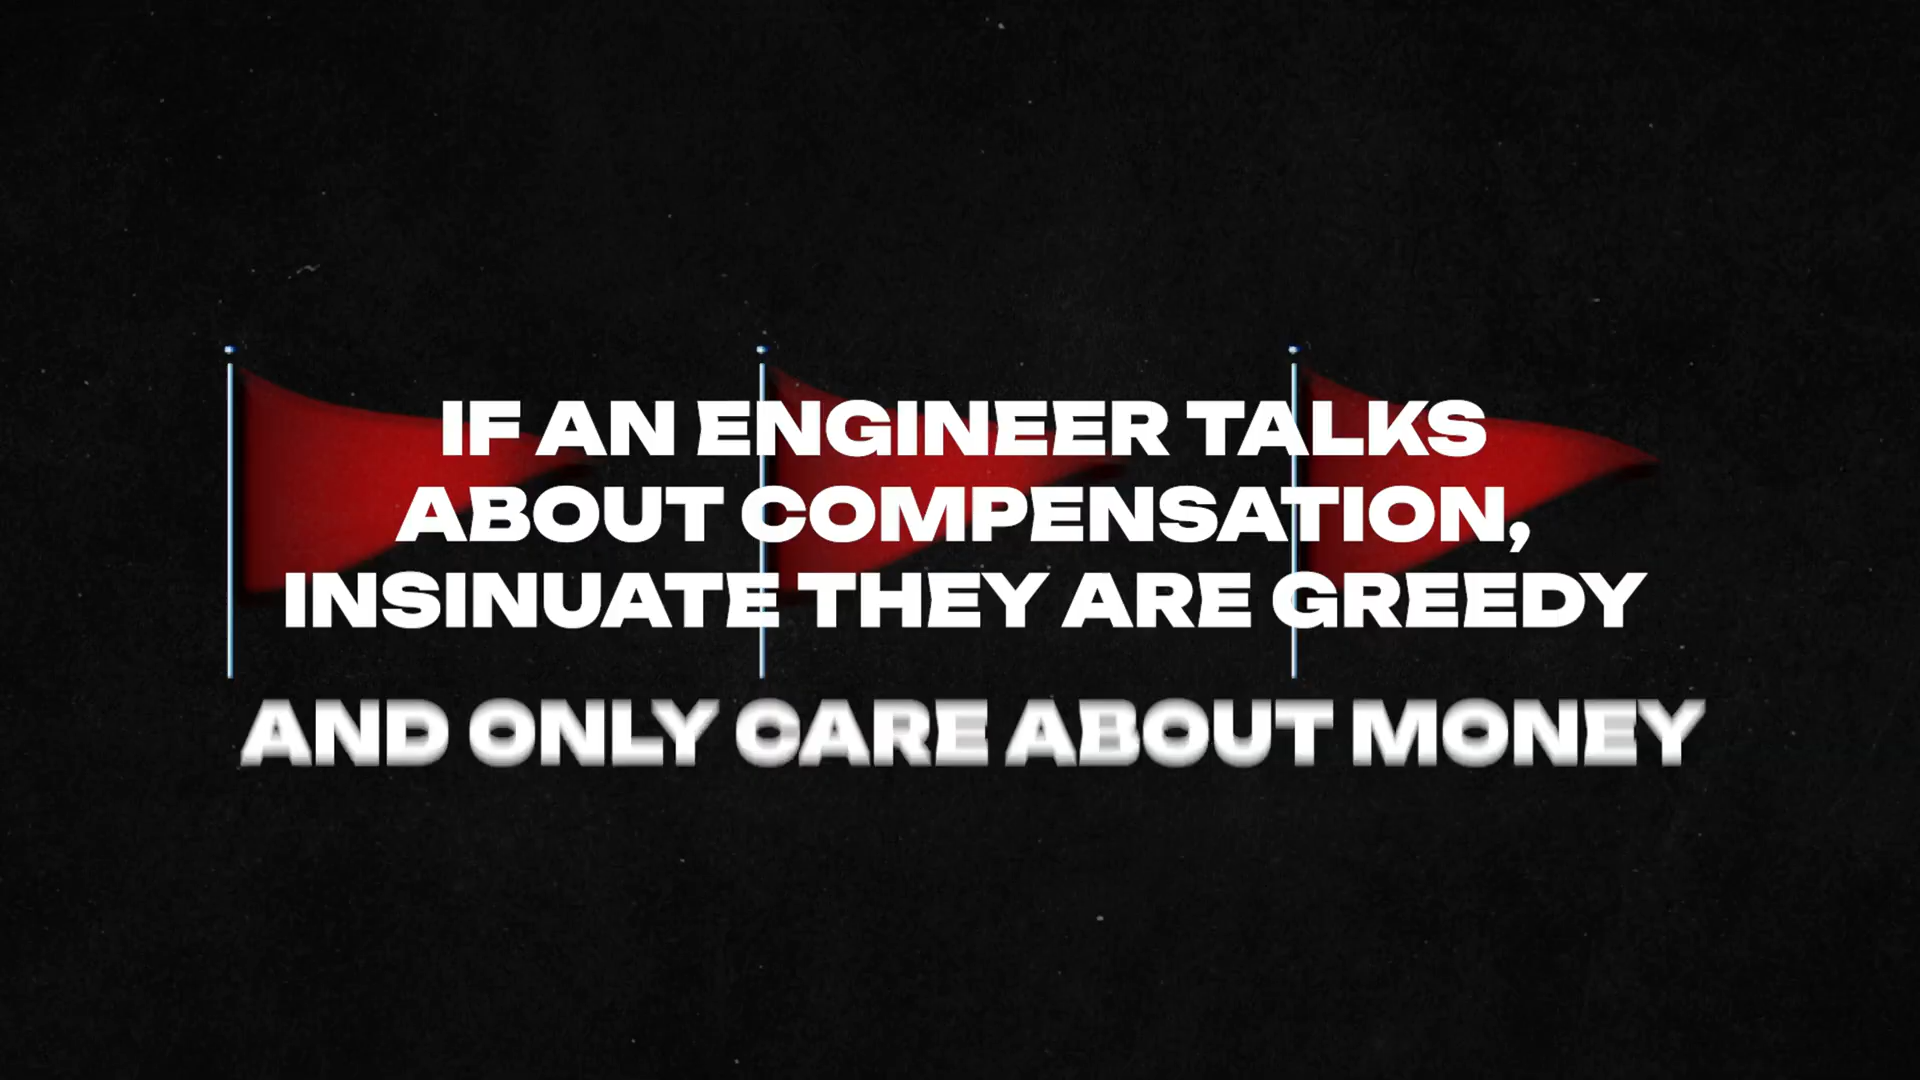 IF AN ENGINEER TALKS
ABOUT COMPENSATION,
INSINUATE THEY ARE GREEDY
AND ONLY CARE ABOUT MONEY